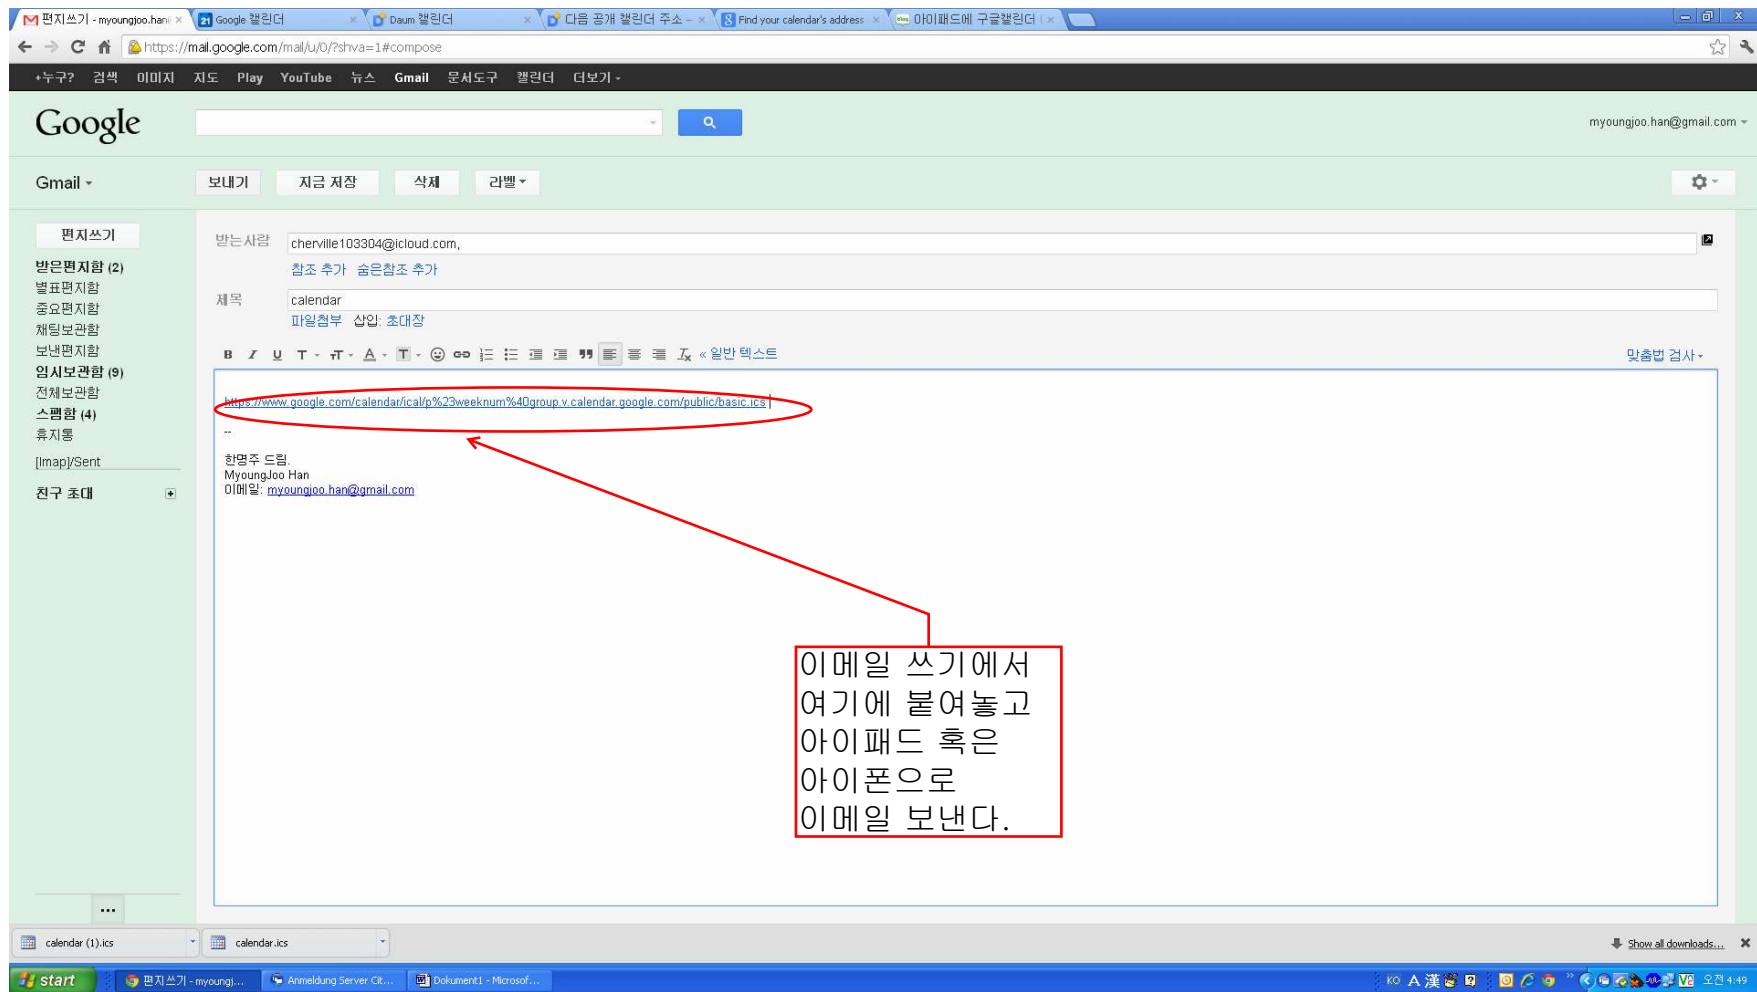 편지쓰기 - myoungjoo.han
Google 캘린더
Daum 캘린더
다음 공개 캘린더 주소 -
Find your calendar's address
아이패드에 구글캘린더
https://mail.google.com/mail/u/0/?shva=1#compose
+누구? 검색 이미지 지도 Play YouTube 뉴스 Gmail 문서도구 캘린더 더보기
Google
myoungjoo.han@gmail.com
Gmail
보내기 지금 저장 삭제 라벨
편지쓰기
받은편지함 (2)
별표편지함
중요편지함
채팅보관함
보낸편지함
임시보관함 (9)
전체보관함
스팸함 (4)
휴지통
[Imap]/Sent
친구 초대
받는사람 cherville103304@icloud.com,
참조 추가 숨은참조 추가
제목 calendar
파일첨부 삽입: 초대장
B I U T T A T « 일반 텍스트
맞춤법 검사
https://www.google.com/calendar/ical/p%23weeknum%40group.v.calendar.google.com/public/basic.ics
--
한명주 드림.
MyoungJoo Han
이메일: myoungjoo.han@gmail.com
이메일 쓰기에서
여기에 붙여놓고
아이패드 혹은
아이폰으로
이메일 보낸다.
calendar (1).ics
calendar.ics
Show all downloads...
start
편지쓰기 - myoungj...
Anmeldung Server Cit...
Dokument1 - Microsof...
KO A 漢
오전 4:49